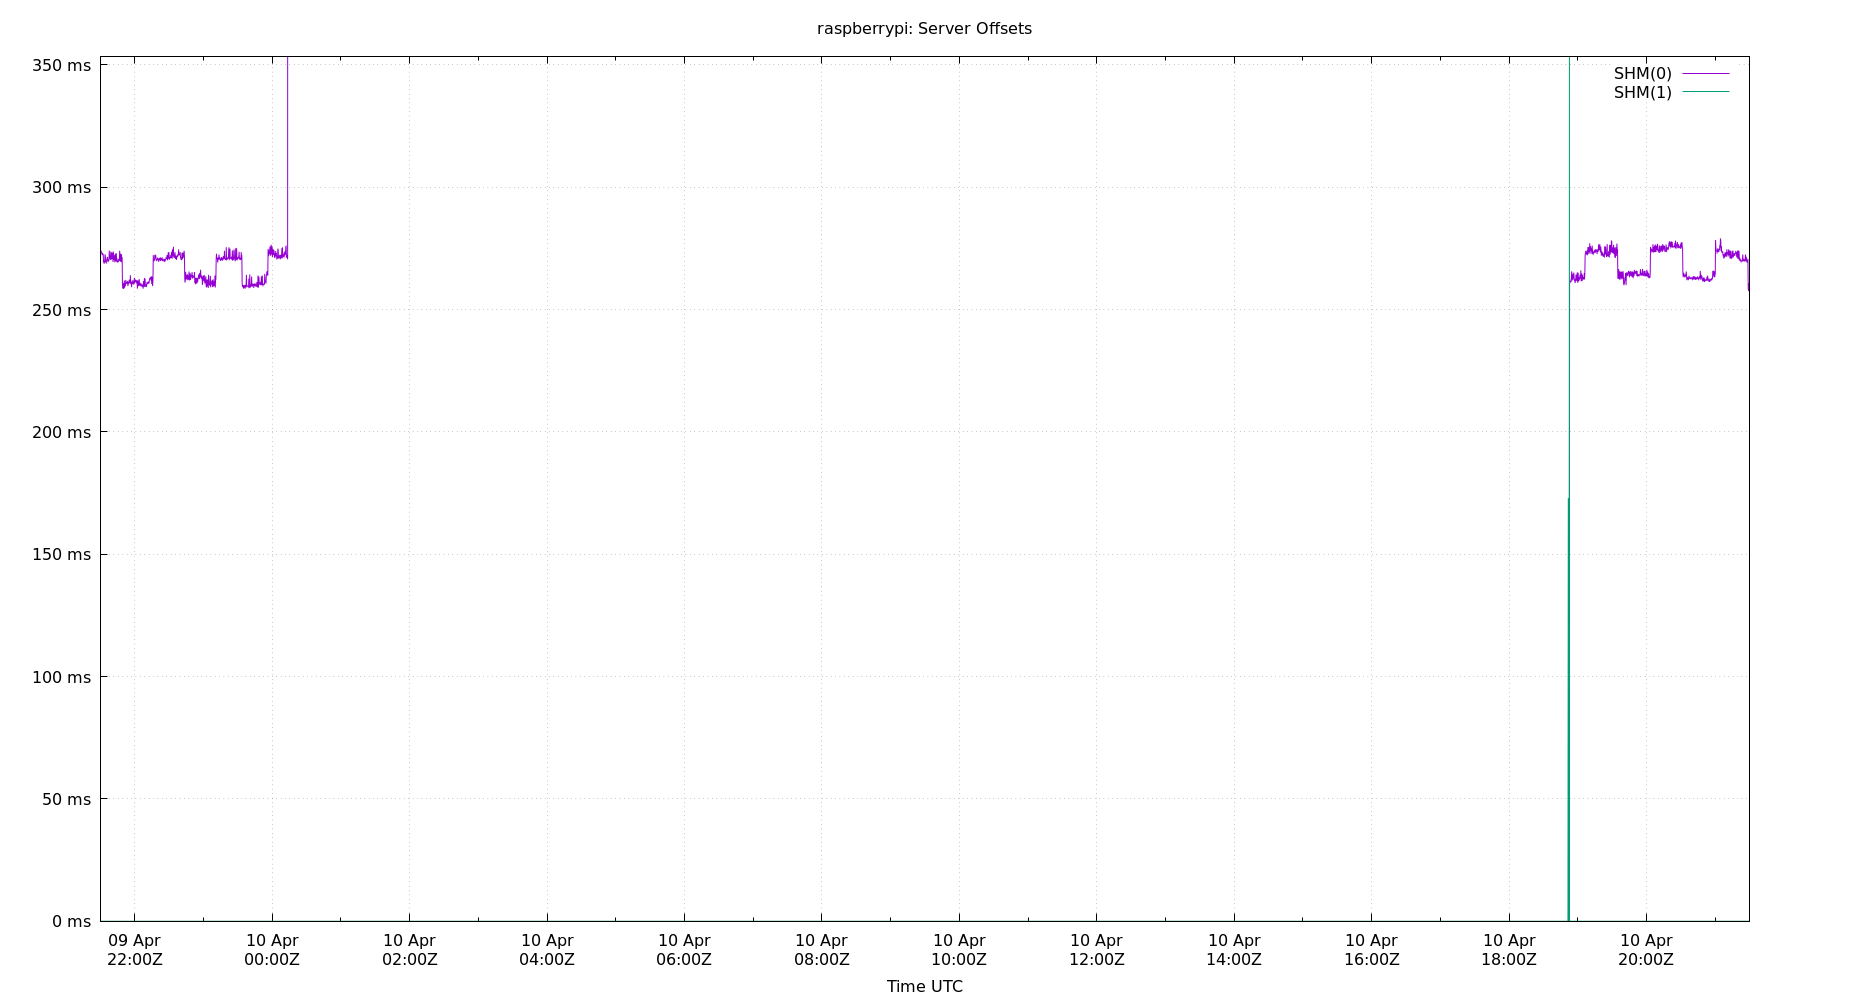 raspberrypi: Server Offsets
350 ms
300 ms
250 ms
200 ms
150 ms
100 ms
50 ms
0 ms
SHM(0)
SHM(1)
09 Apr 10 Apr 10 Apr 10 Apr 10 Apr 10 Apr 10 Apr 10 Apr 10 Apr 10 Apr 10 Apr 10 Apr
22:00Z 00:00Z 02:00Z 04:00Z 06:00Z 08:00Z 10:00Z 12:00Z 14:00Z 16:00Z 18:00Z 20:00Z
Time UTC